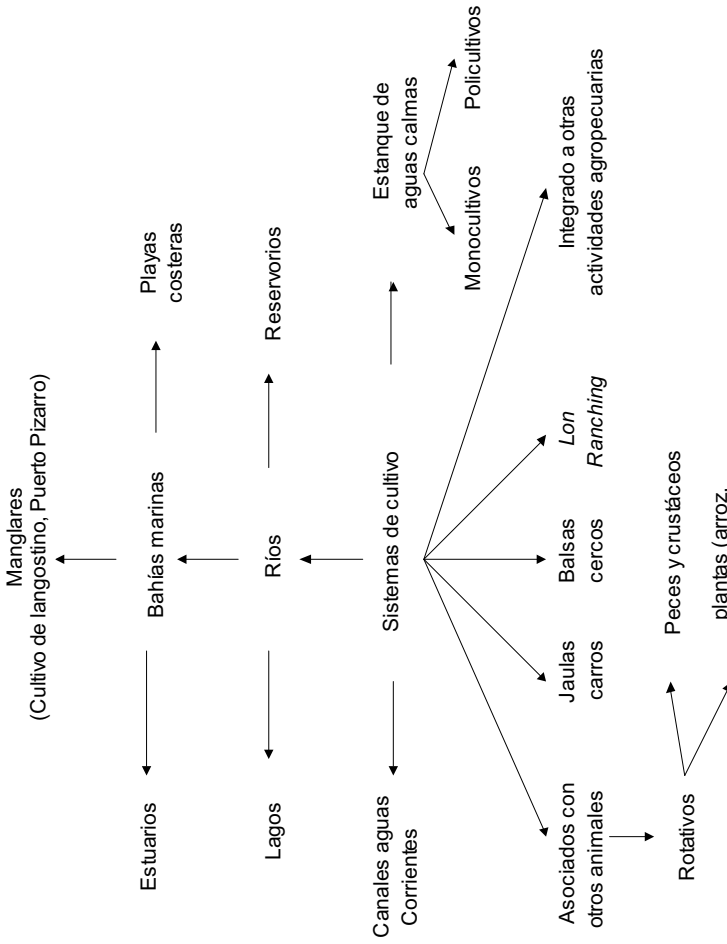 Manglares
(Cultivo de langostino, Puerto Pizarro)
Estuarios
Bahías marinas
Playas
costeras
Lagos
Ríos
Reservorios
Canales aguas
Corrientes
Sistemas de cultivo
Estanque de
aguas calmas
Monocultivos
Policultivos
Asociados con
otros animales
Jaulas
carros
Balsas
cercos
Lon
Ranching
Integrado a otras
actividades agropecuarias
Rotativos
Peces y crustáceos
plantas (arroz,